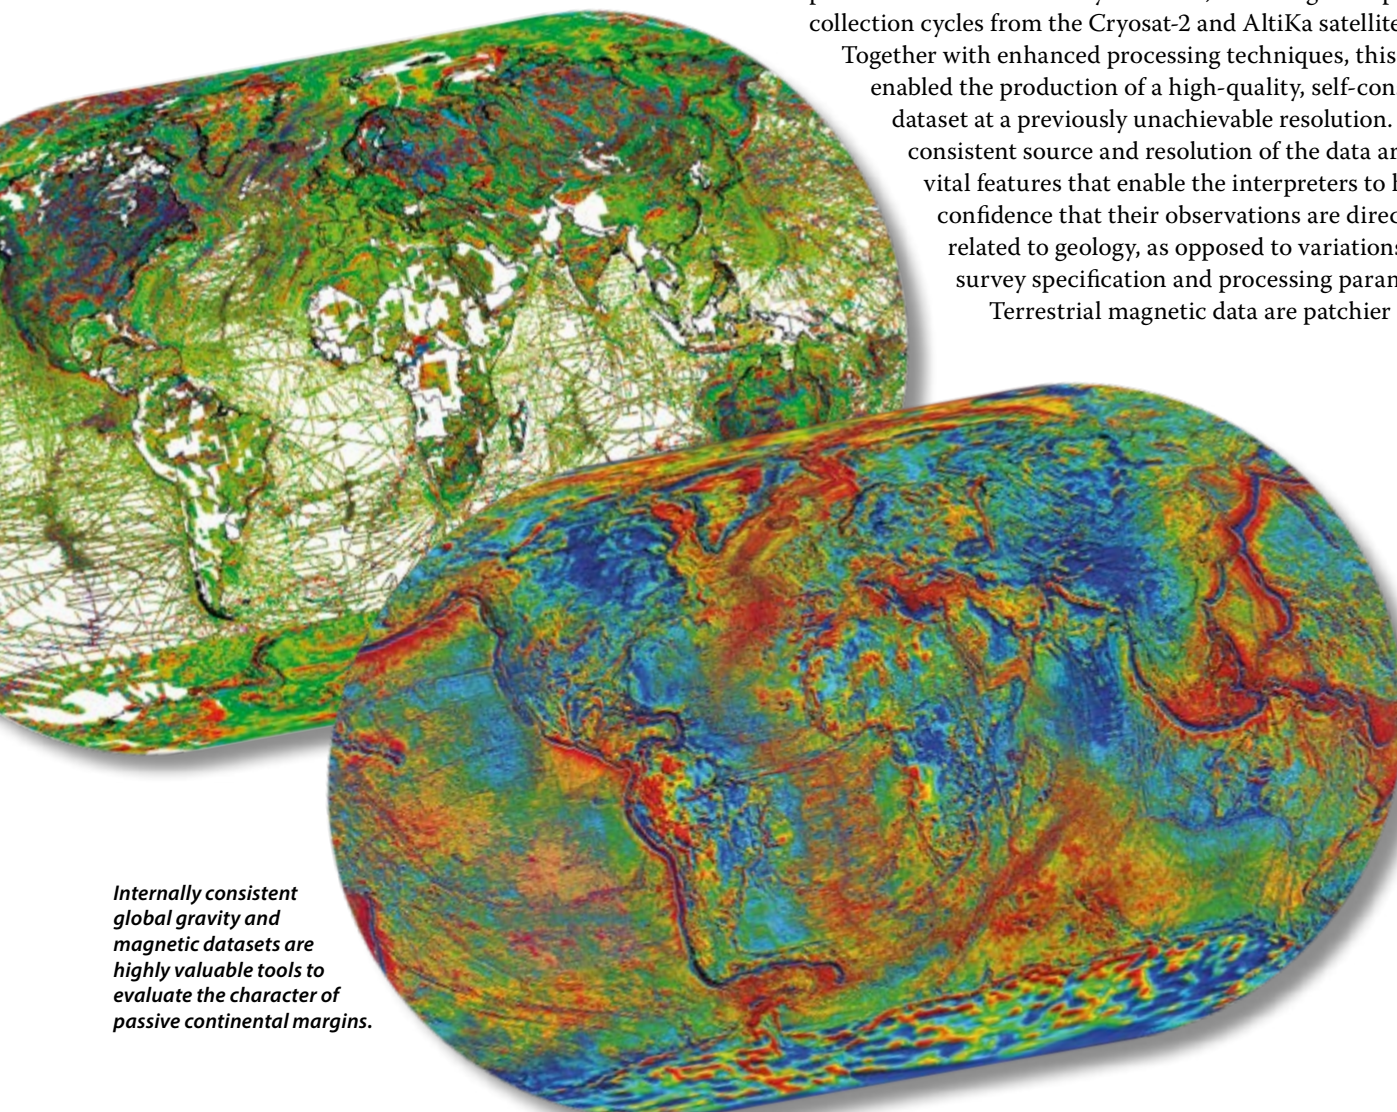 collection cycles from the Cryosat-2 and AltiKa satellite
Together with enhanced processing techniques, this
enabled the production of a high-quality, self-con
dataset at a previously unachievable resolution.
consistent source and resolution of the data ar
vital features that enable the interpreters to
confidence that their observations are direc
related to geology, as opposed to variations
survey specification and processing param
Terrestrial magnetic data are patchier
Internally consistent
global gravity and
magnetic datasets are
highly valuable tools to
evaluate the character of
passive continental margins.